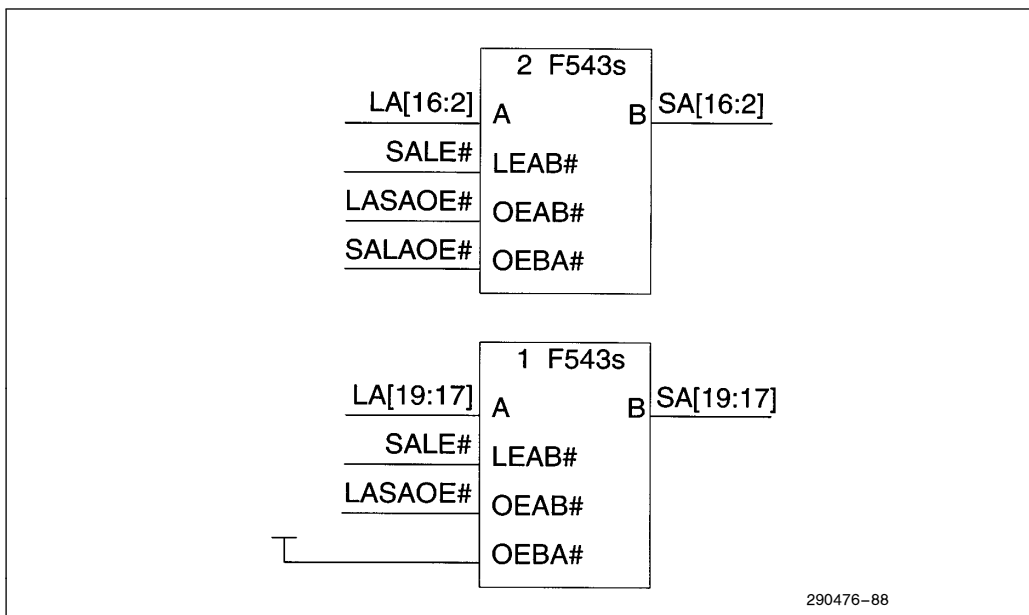 2 F543s
LA[16:2] A B SA[16:2]
SALE# LEAB#
LASAOE# OEAB#
SALAOE# OEBA#
1 F543s
LA[19:17] A B SA[19:17]
SALE# LEAB#
LASAOE# OEAB#
OEBA#
290476–88